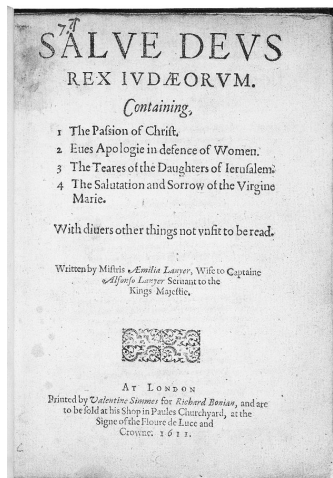 SALVE DEVS
REX IVDÆORVM.
Containing,
1 The Paſsion of Chriſt.
2 Eues Apologie in defence of Women.
3 The Teares of the Daughters of Ieruſalem.
4 The Salutation and Sorrow of the Virgine
Marie.
With diuers other things not vnfit to be read.
Written by Miſtris Æmilia Lanyer, Wife to Captaine
Alfonſo Lanyer Seruant to the
Kings Majeſtie.
AT LONDON
Printed by Valentine Simmes for Richard Bonian, and are
to be ſold at his Shop in Paules Churchyard, at the
Signe of the Floure de Luce and
Crowne. 1611.